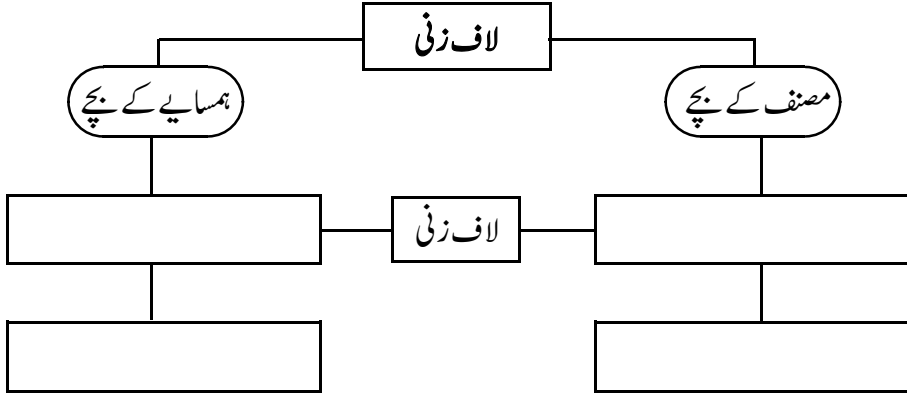 لاف زنی
مصنف کے بچے
ہمسایے کے بچے
لاف زنی